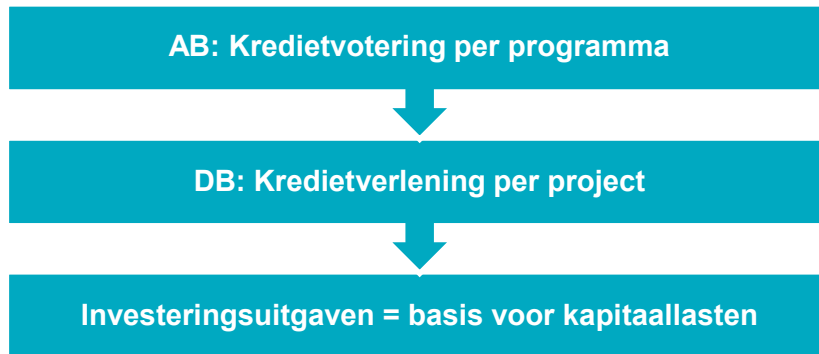 AB: Kredietvotering per programma
DB: Kredietverlening per project
Investeringsuitgaven = basis voor kapitaallasten